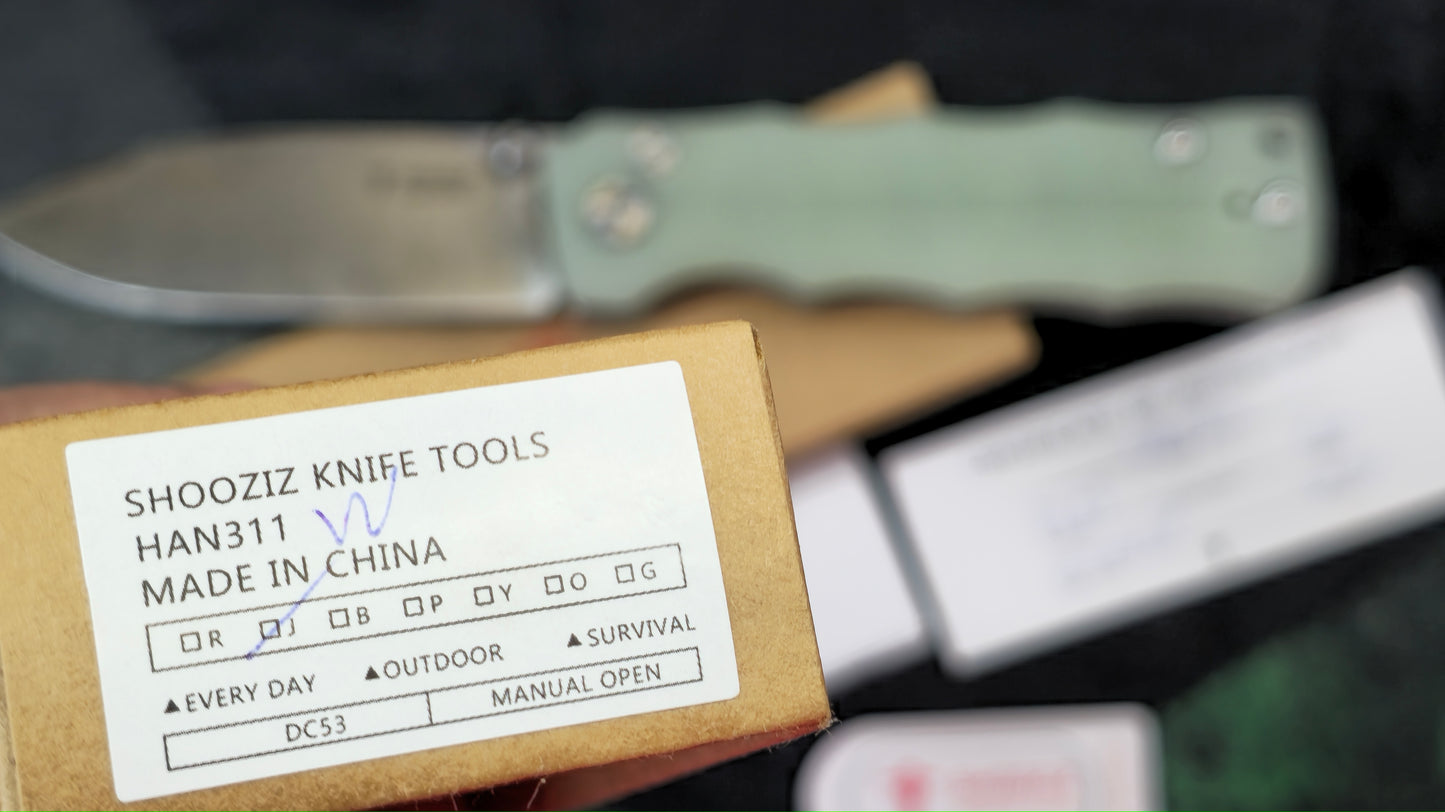 SHOOZIZ KNIFE TOOLS
HAN311 W
MADE IN CHINA
☐R ☑J ☐B ☐P ☐Y ☐O ☐G
▲EVERY DAY ▲OUTDOOR ▲SURVIVAL
DC53 MANUAL OPEN